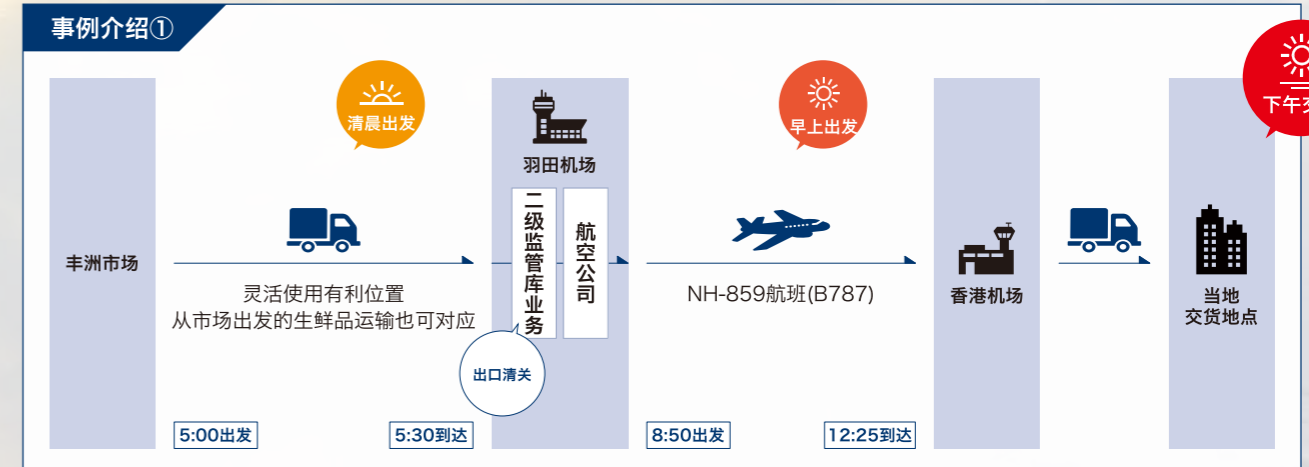 事例介绍①
清晨出发
羽田机场
早上出发
下午
丰洲市场
二级监管库业务
航空公司
灵活使用有利位置
从市场出发的生鲜品运输也可对应
出口清关
NH-859航班(B787)
香港机场
当地
交货地点
5:00出发
5:30到达
8:50出发
12:25到达